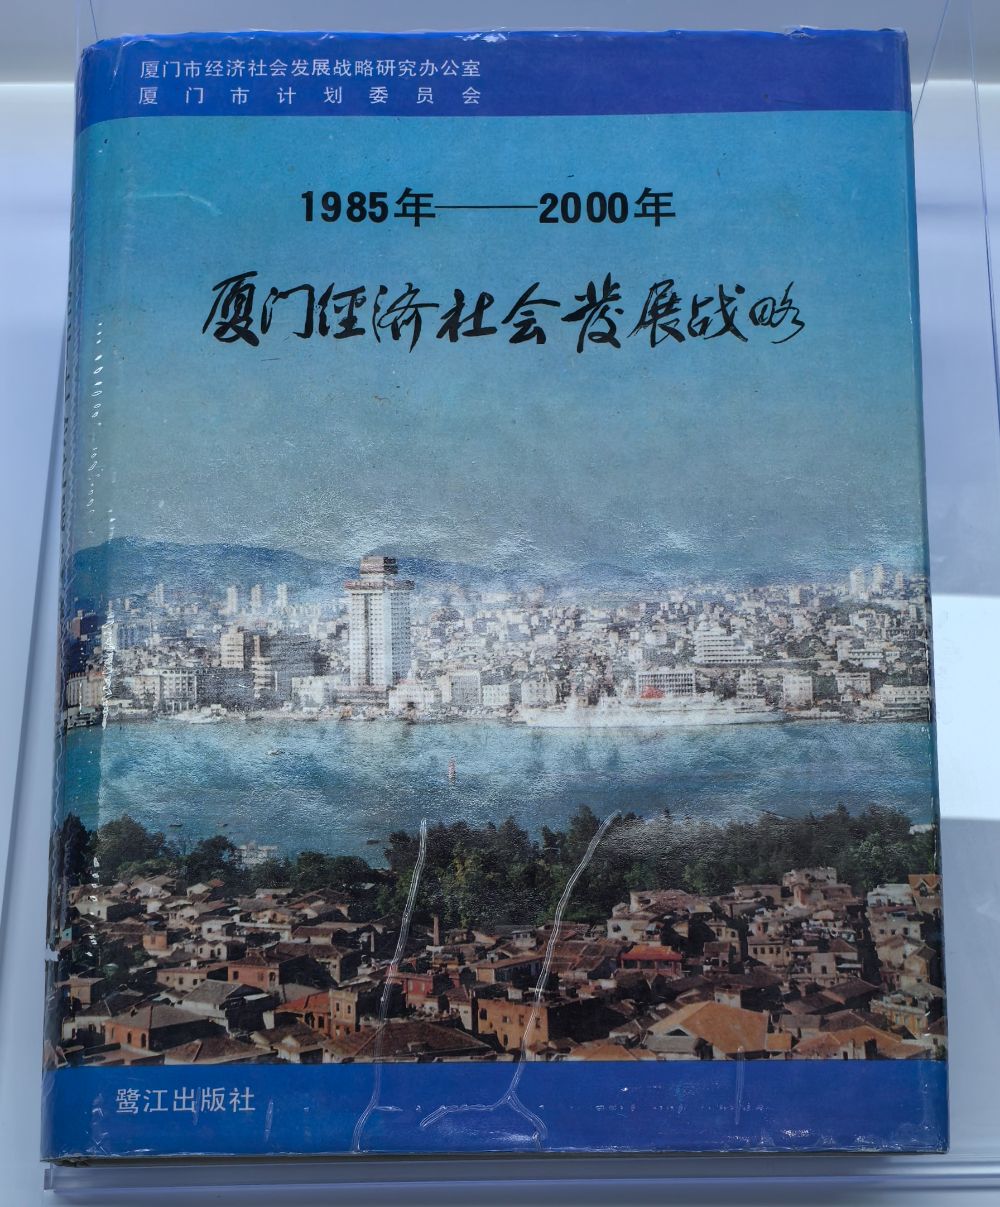 厦门市经济社会发展战略研究办公室
厦门市计划委员会
1985年——2000年
厦门经济社会发展战略
鹭江出版社